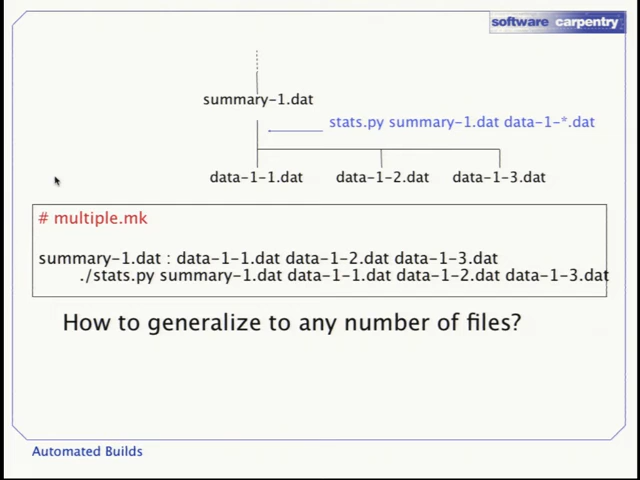 software carpentry
summary-1.dat
stats.py summary-1.dat data-1-*.dat
data-1-1.dat data-1-2.dat data-1-3.dat
# multiple.mk
summary-1.dat : data-1-1.dat data-1-2.dat data-1-3.dat
./stats.py summary-1.dat data-1-1.dat data-1-2.dat data-1-3.dat
How to generalize to any number of files?
Automated Builds